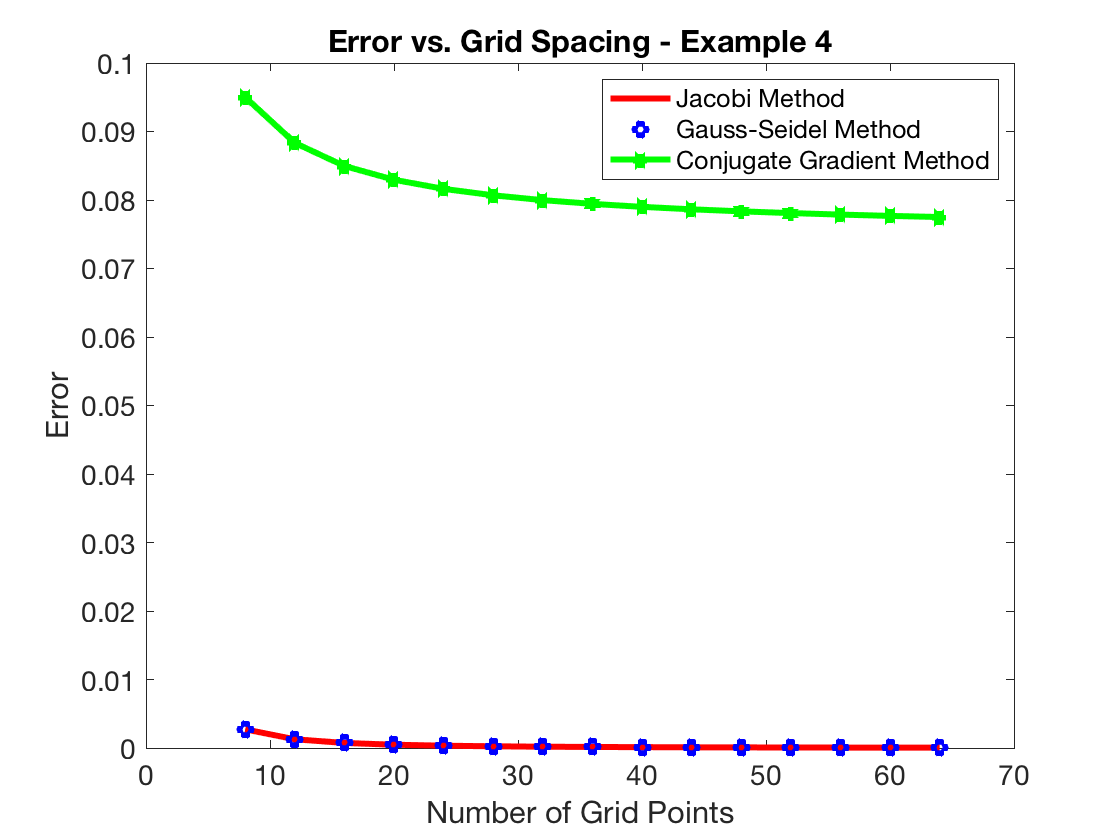 Error vs. Grid Spacing - Example 4
Jacobi Method
Gauss-Seidel Method
Conjugate Gradient Method
0.1
0.09
0.08
0.07
0.06
0.05
0.04
0.03
0.02
0.01
0
Error
0 10 20 30 40 50 60 70
Number of Grid Points